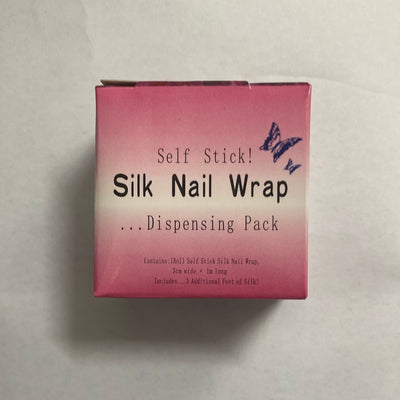 Self Stick!
Silk Nail Wrap
...Dispensing Pack
Contains:1Roll Self Stick Silk Nail Wrap,
3cm wide × 1m long
Includes...3 Additional Feet of Silk!